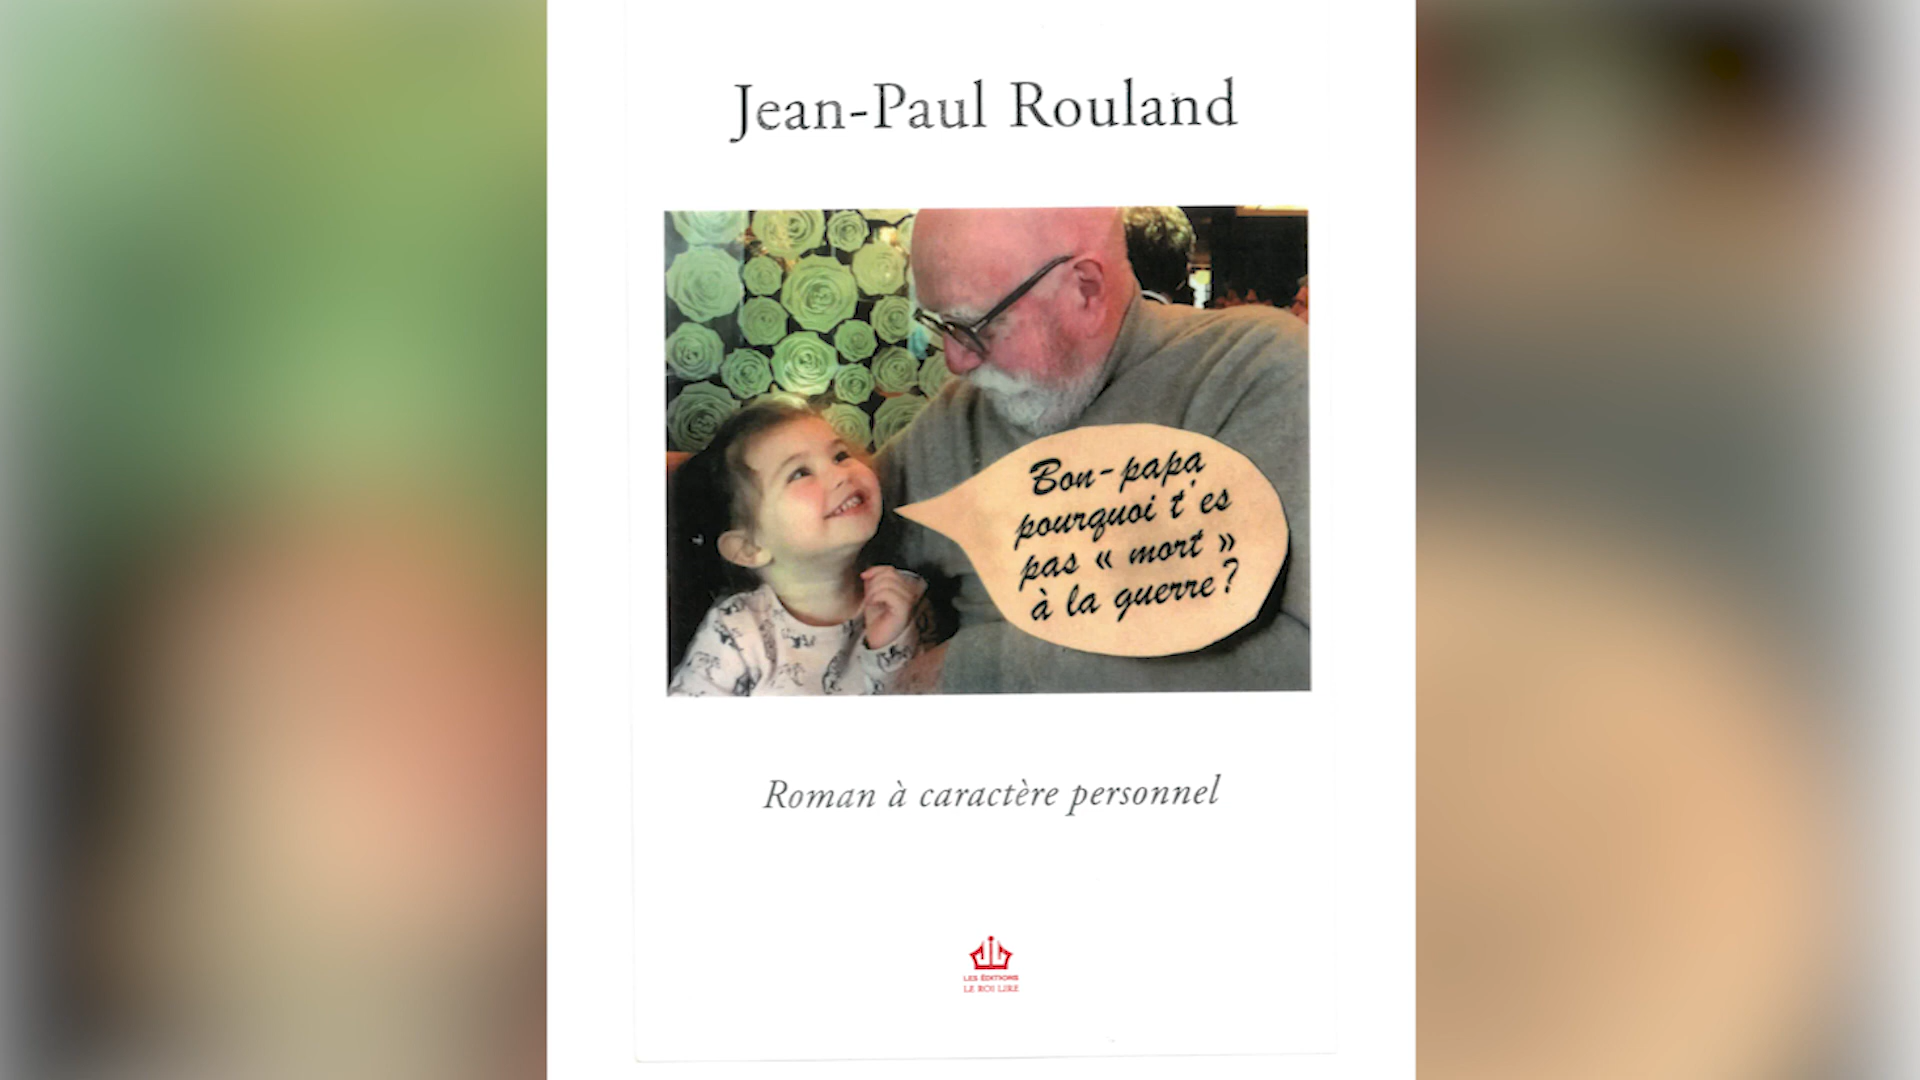 Jean-Paul Rouland
Bon-papa
pourquoi t'es
pas « mort »
à la guerre?
Roman à caractère personnel
LES ÉDITIONS
LE ROI LIRE